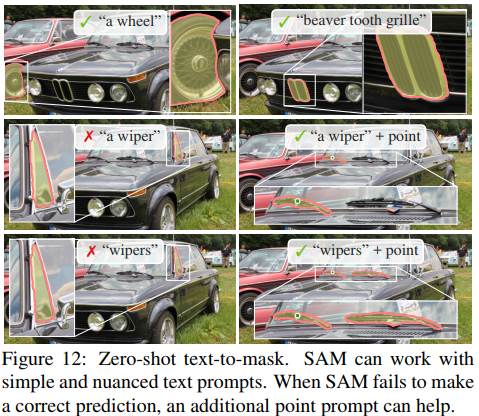 ✓ “a wheel”
✓ “beaver tooth grille”
✗ “a wiper”
✓ “a wiper” + point
✗ “wipers”
✓ “wipers” + point
Figure 12: Zero-shot text-to-mask. SAM can work with
simple and nuanced text prompts. When SAM fails to make
a correct prediction, an additional point prompt can help.